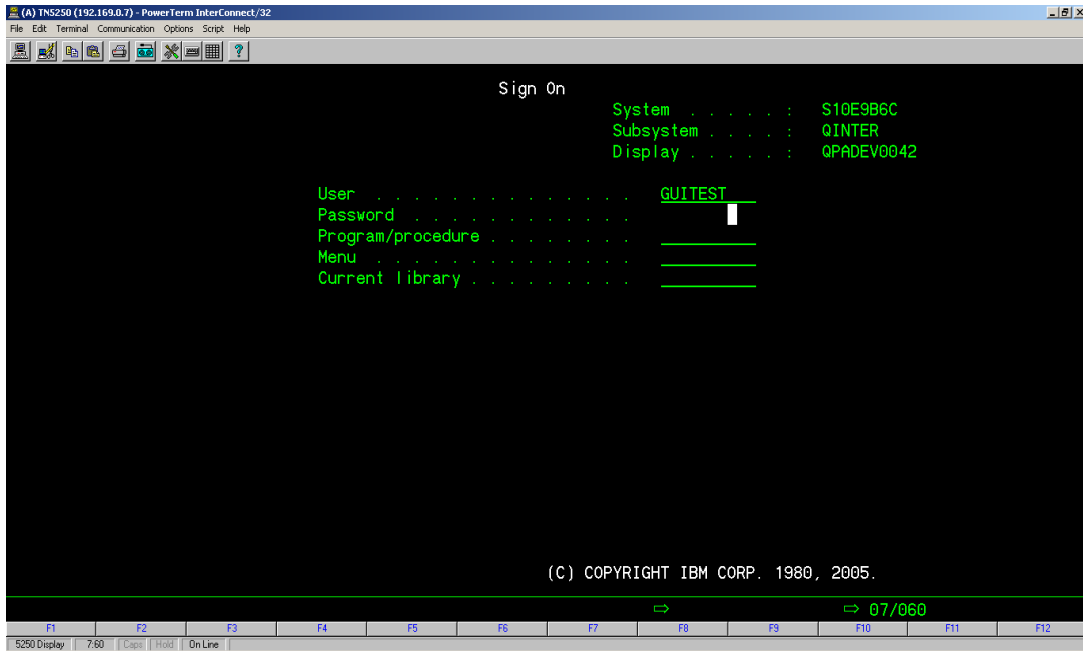 (A) TN5250 (192.169.0.7) - PowerTerm InterConnect/32
File Edit Terminal Communication Options Script Help
Sign On
System . . . . . : S10E9B6C
Subsystem . . . . : QINTER
Display . . . . . : QPADEV0042
User . . . . . . . . . . . . . . GUITEST
Password . . . . . . . . . . . .
Program/procedure . . . . . . . .
Menu . . . . . . . . . . . . . .
Current library . . . . . . . . .
(C) COPYRIGHT IBM CORP. 1980, 2005.
⇨ ⇨ 07/060
F1 F2 F3 F4 F5 F6 F7 F8 F9 F10 F11 F12
5250 Display 7:60 Caps Hold On Line